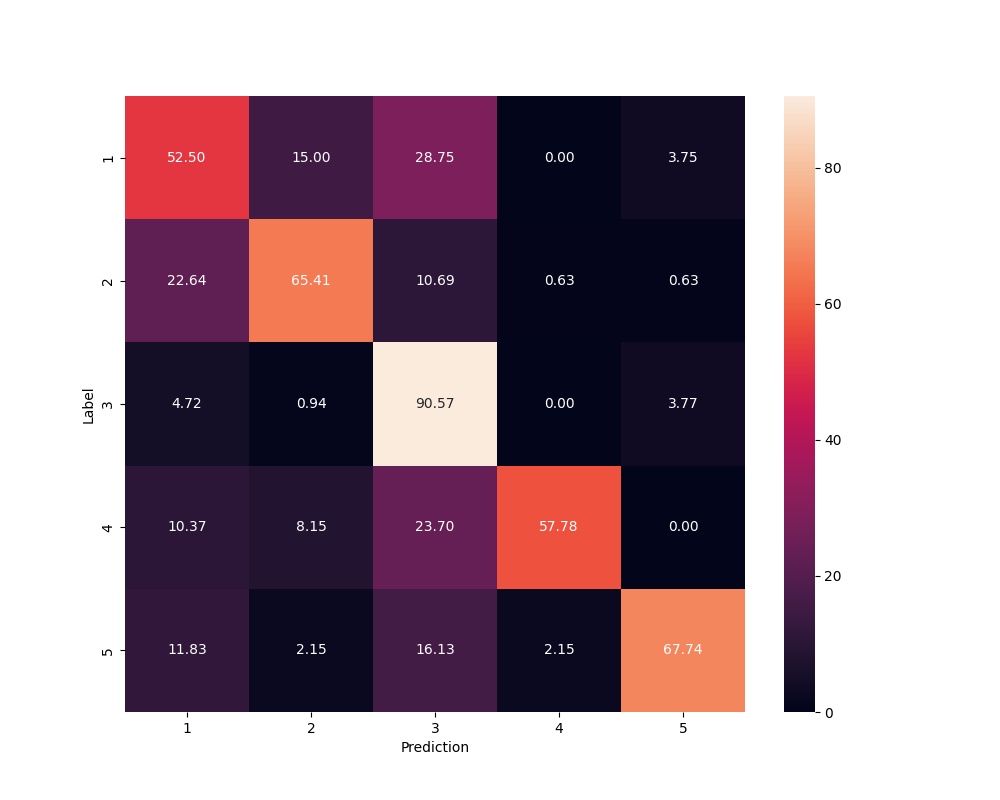 1 52.50 15.00 28.75 0.00 3.75
2 22.64 65.41 10.69 0.63 0.63
3 4.72 0.94 90.57 0.00 3.77
4 10.37 8.15 23.70 57.78 0.00
5 11.83 2.15 16.13 2.15 67.74
1 2 3 4 5
Prediction
Label
80
60
40
20
0